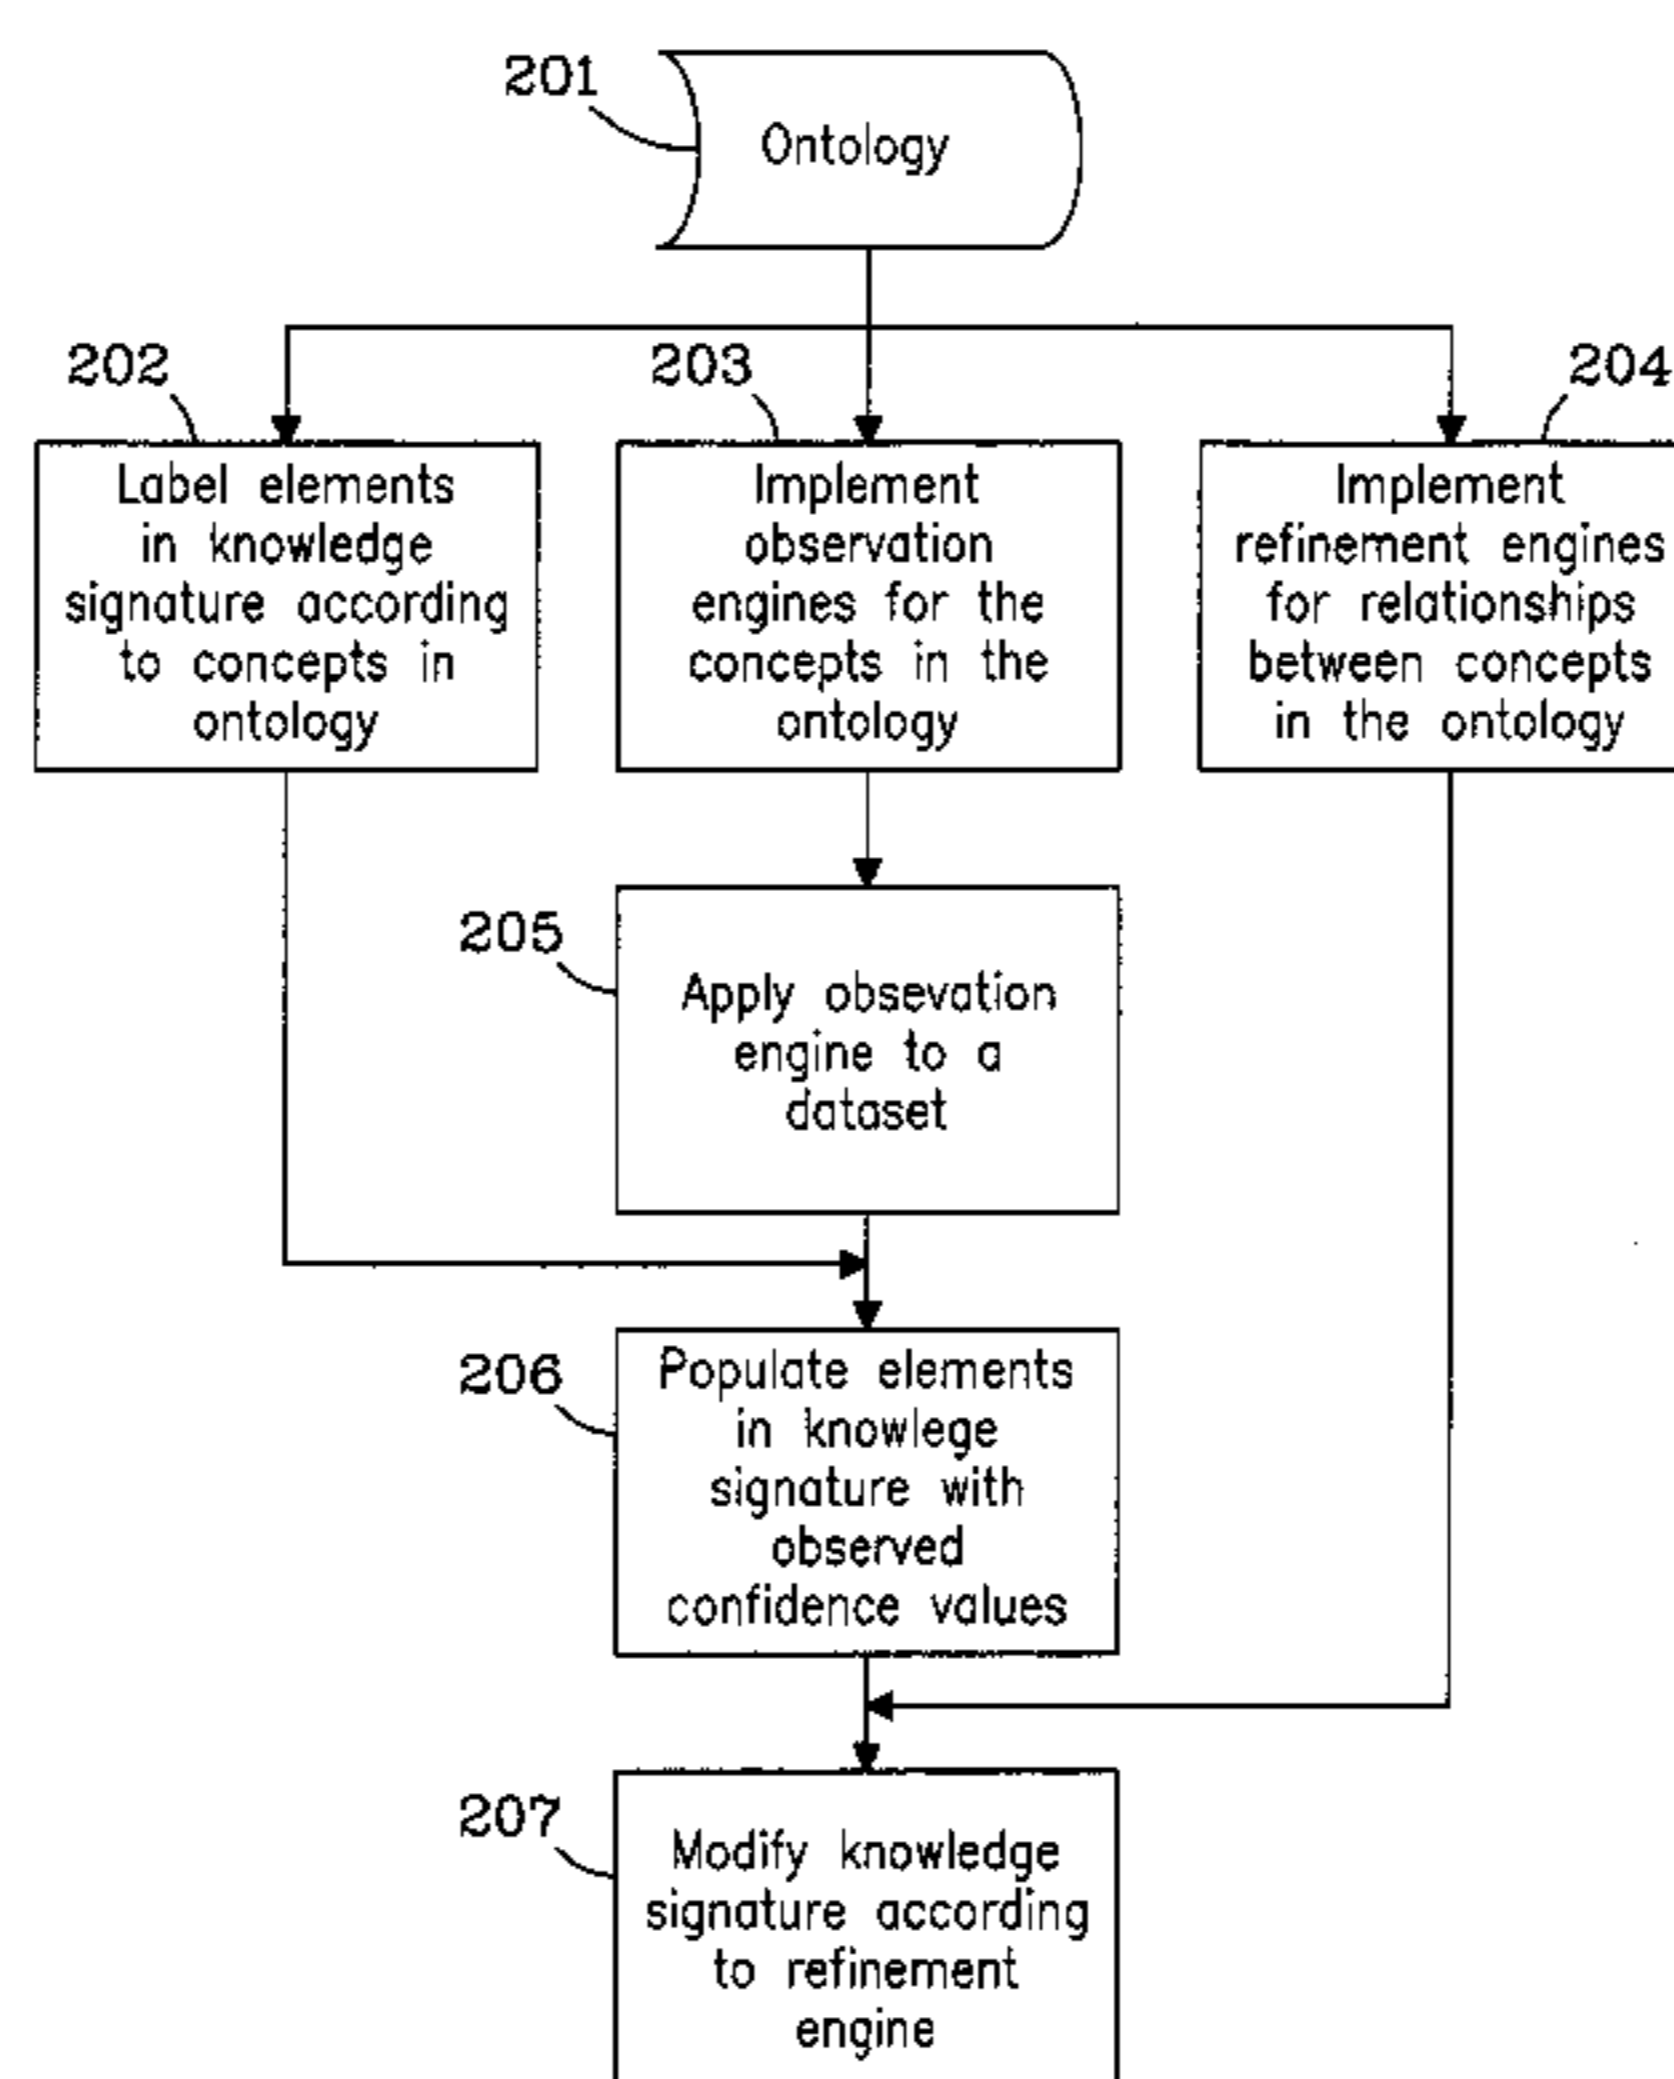 201
Ontology
202
203
204
Label elements
in knowledge
signature according
to concepts in
ontology
Implement
observation
engines for the
concepts in the
ontology
Implement
refinement engines
for relationships
between concepts
in the ontology
205
Apply obsevation
engine to a
dataset
206
Populate elements
in knowlege
signature with
observed
confidence values
207
Modify knowledge
signature according
to refinement
engine